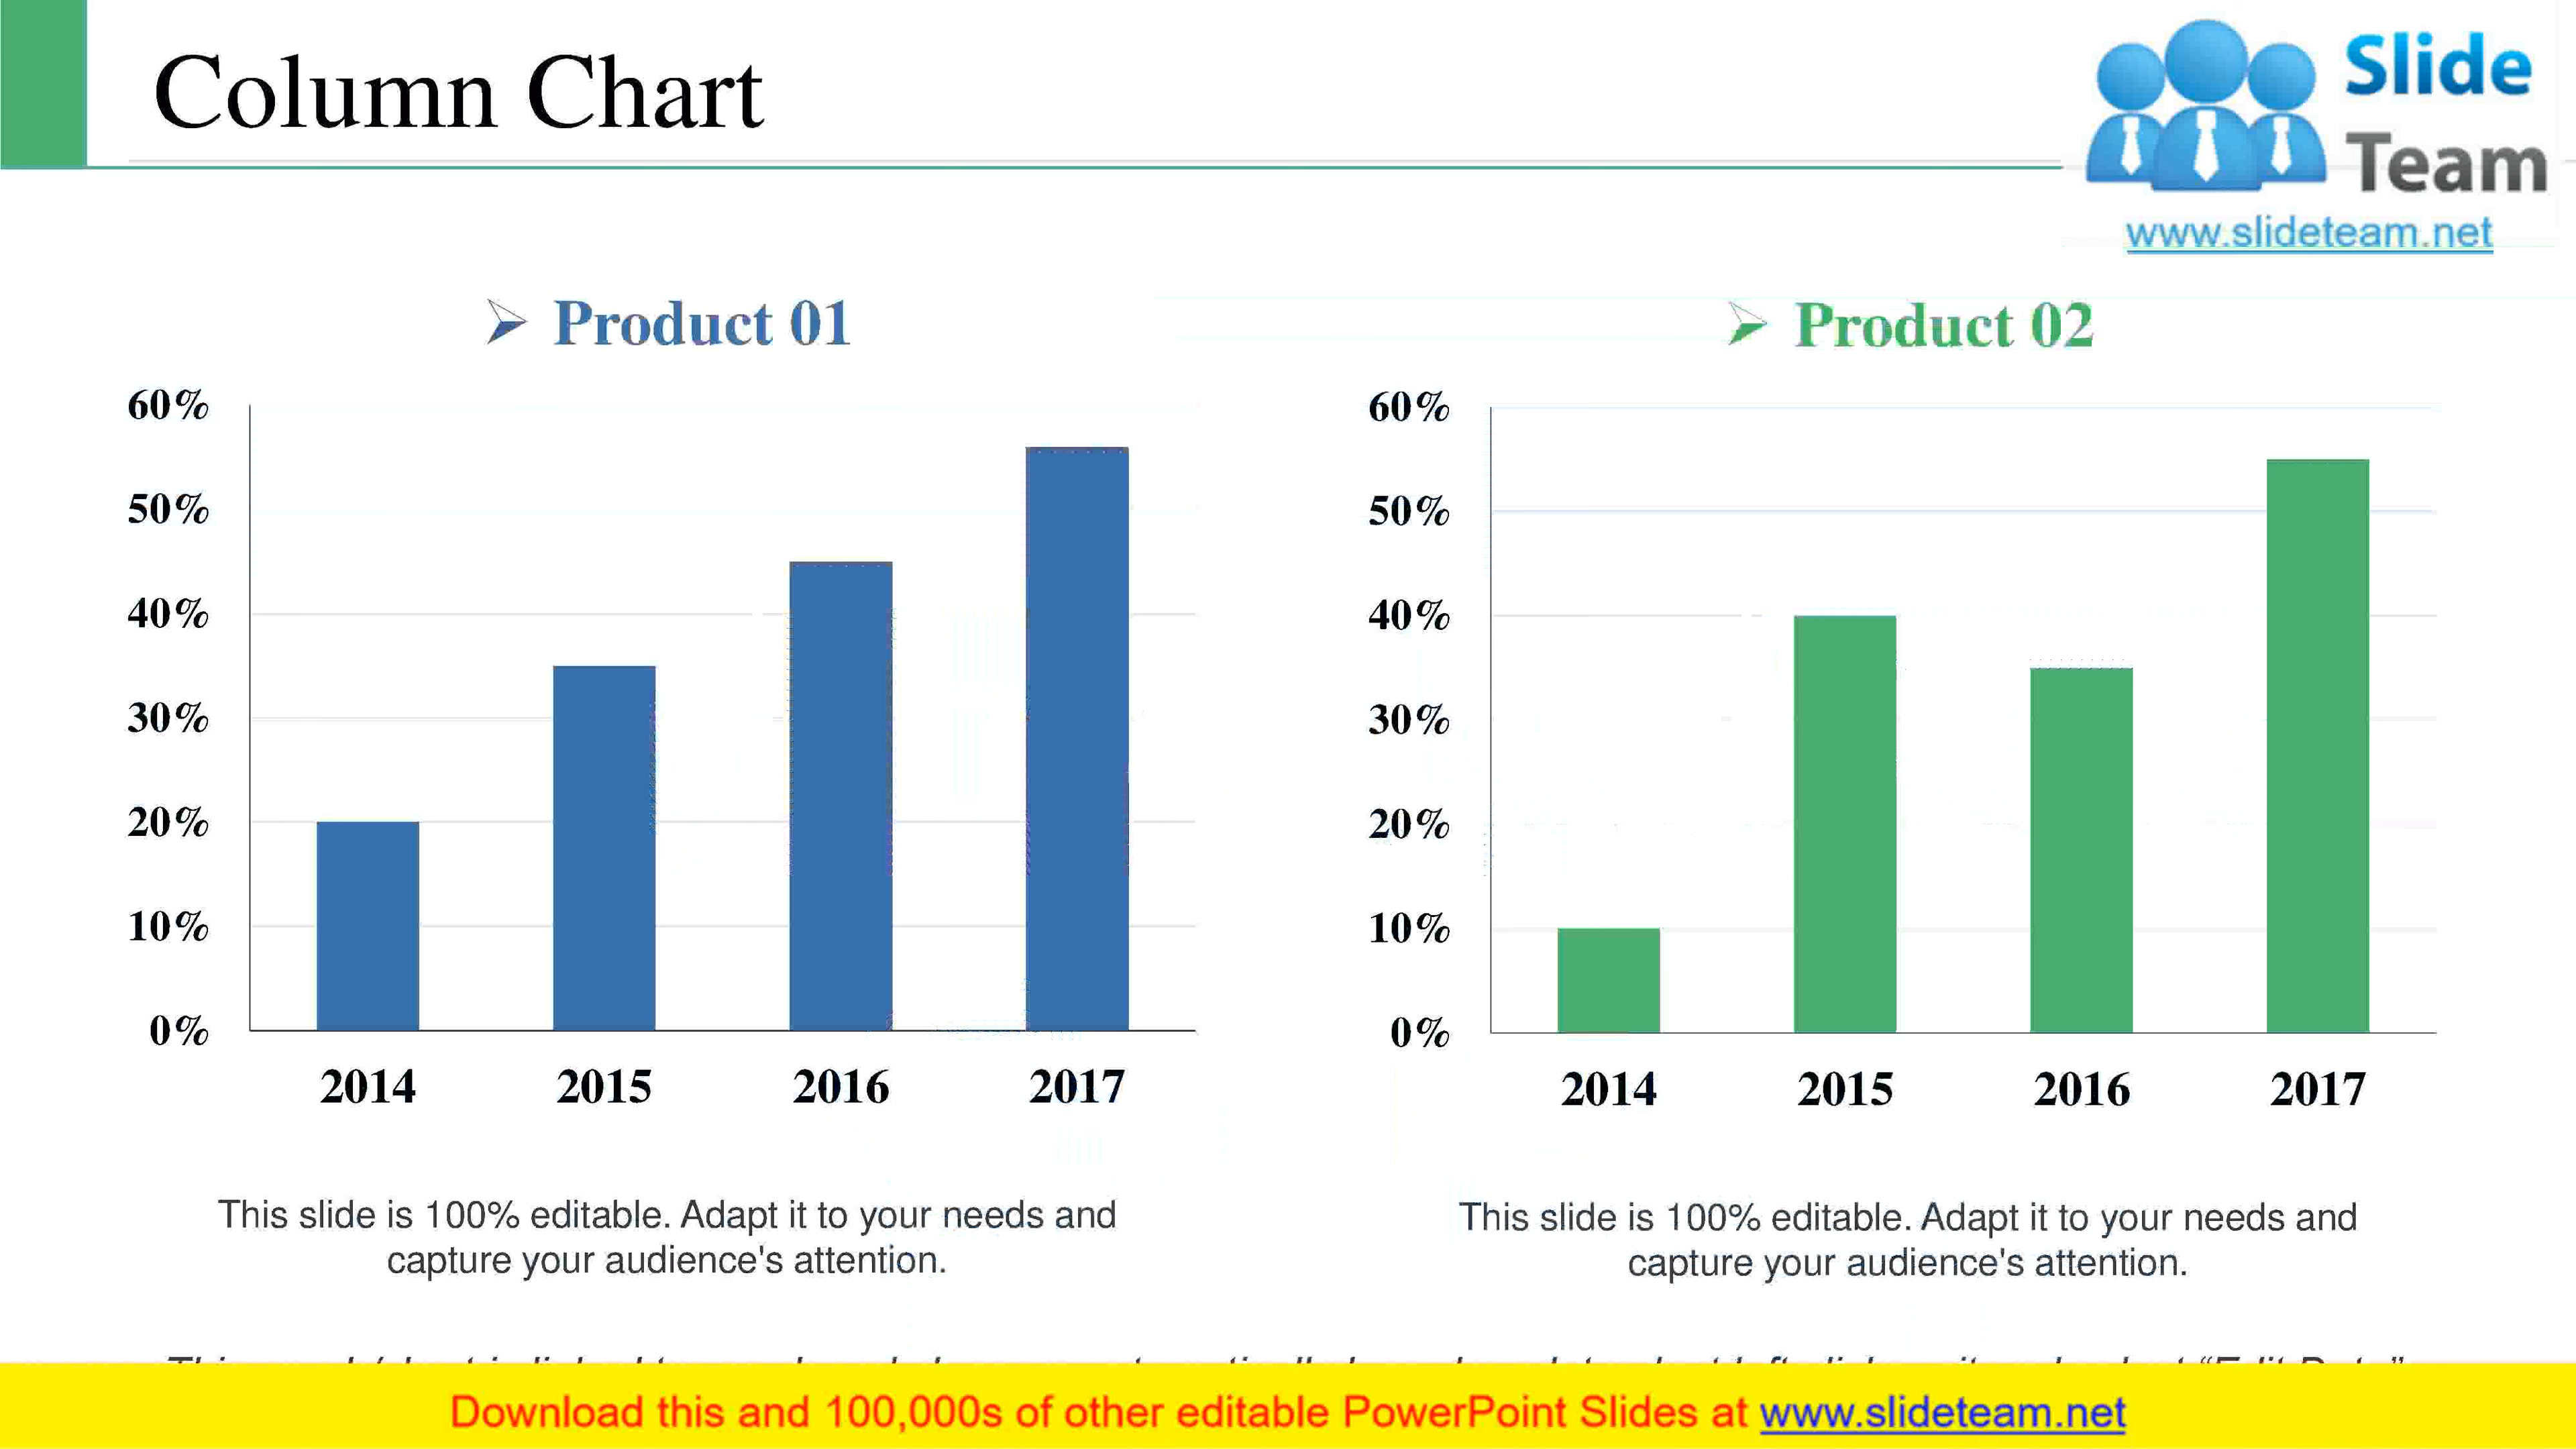 Column Chart
Slide
Team
www.slideteam.net
➢ Product 01
60%
50%
40%
30%
20%
10%
0%
2014 2015 2016 2017
This slide is 100% editable. Adapt it to your needs and
capture your audience's attention.
➢ Product 02
60%
50%
40%
30%
20%
10%
0%
2014 2015 2016 2017
This slide is 100% editable. Adapt it to your needs and
capture your audience's attention.
Download this and 100,000s of other editable PowerPoint Slides at www.slideteam.net